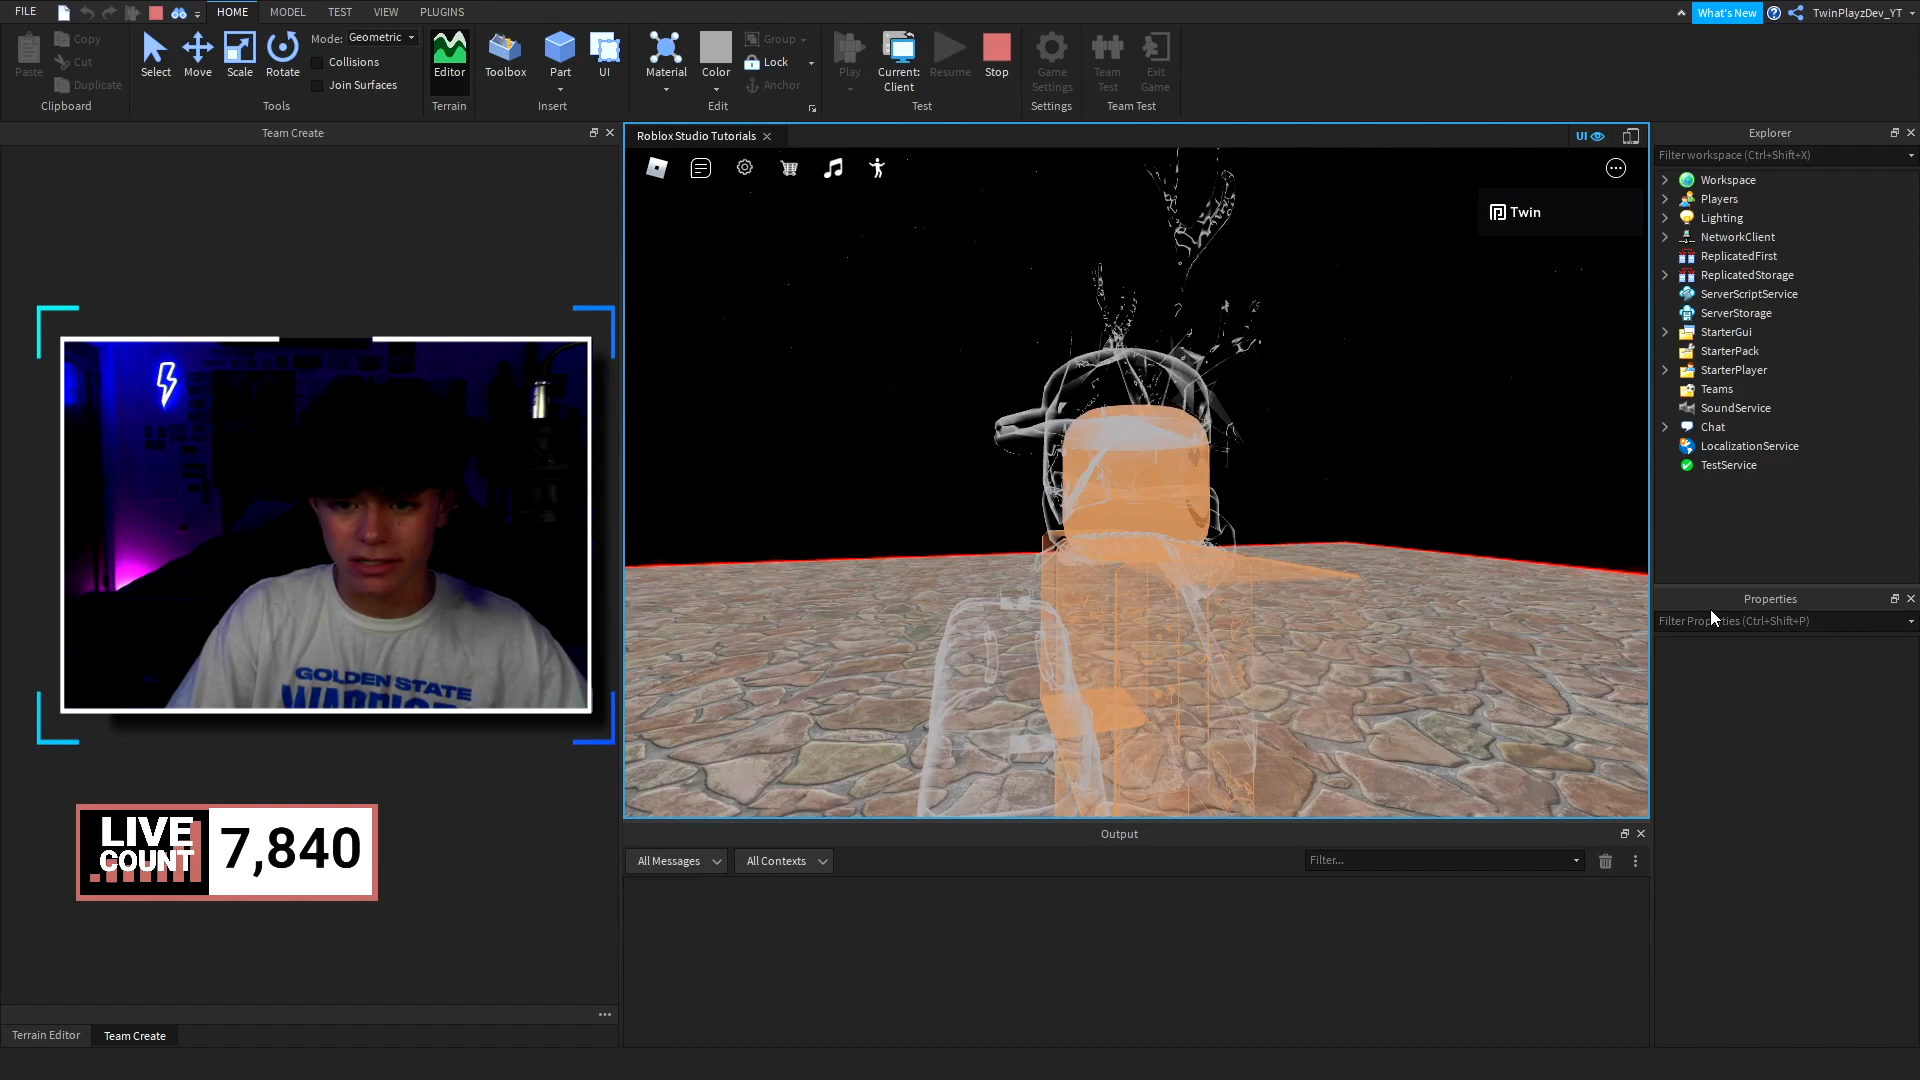 FILE
HOME
MODEL
TEST
VIEW
PLUGINS
What's New
TwinPlayzDev_YT
Paste
Copy
Cut
Duplicate
Clipboard
Select
Move
Scale
Rotate
Mode: Geometric
Collisions
Join Surfaces
Tools
Editor
Terrain
Toolbox
Part
UI
Insert
Material
Color
Group
Lock
Anchor
Edit
Play
Current:
Client
Resume
Stop
Test
Game
Settings
Settings
Team
Test
Exit
Game
Team Test
Team Create
GOLDEN STATE
LIVE
COUNT
7,840
Terrain Editor
Team Create
Roblox Studio Tutorials
UI
Twin
Output
All Messages
All Contexts
Filter...
Explorer
Filter workspace (Ctrl+Shift+X)
Workspace
Players
Lighting
NetworkClient
ReplicatedFirst
ReplicatedStorage
ServerScriptService
ServerStorage
StarterGui
StarterPack
StarterPlayer
Teams
SoundService
Chat
LocalizationService
TestService
Properties
Filter Properties (Ctrl+Shift+P)